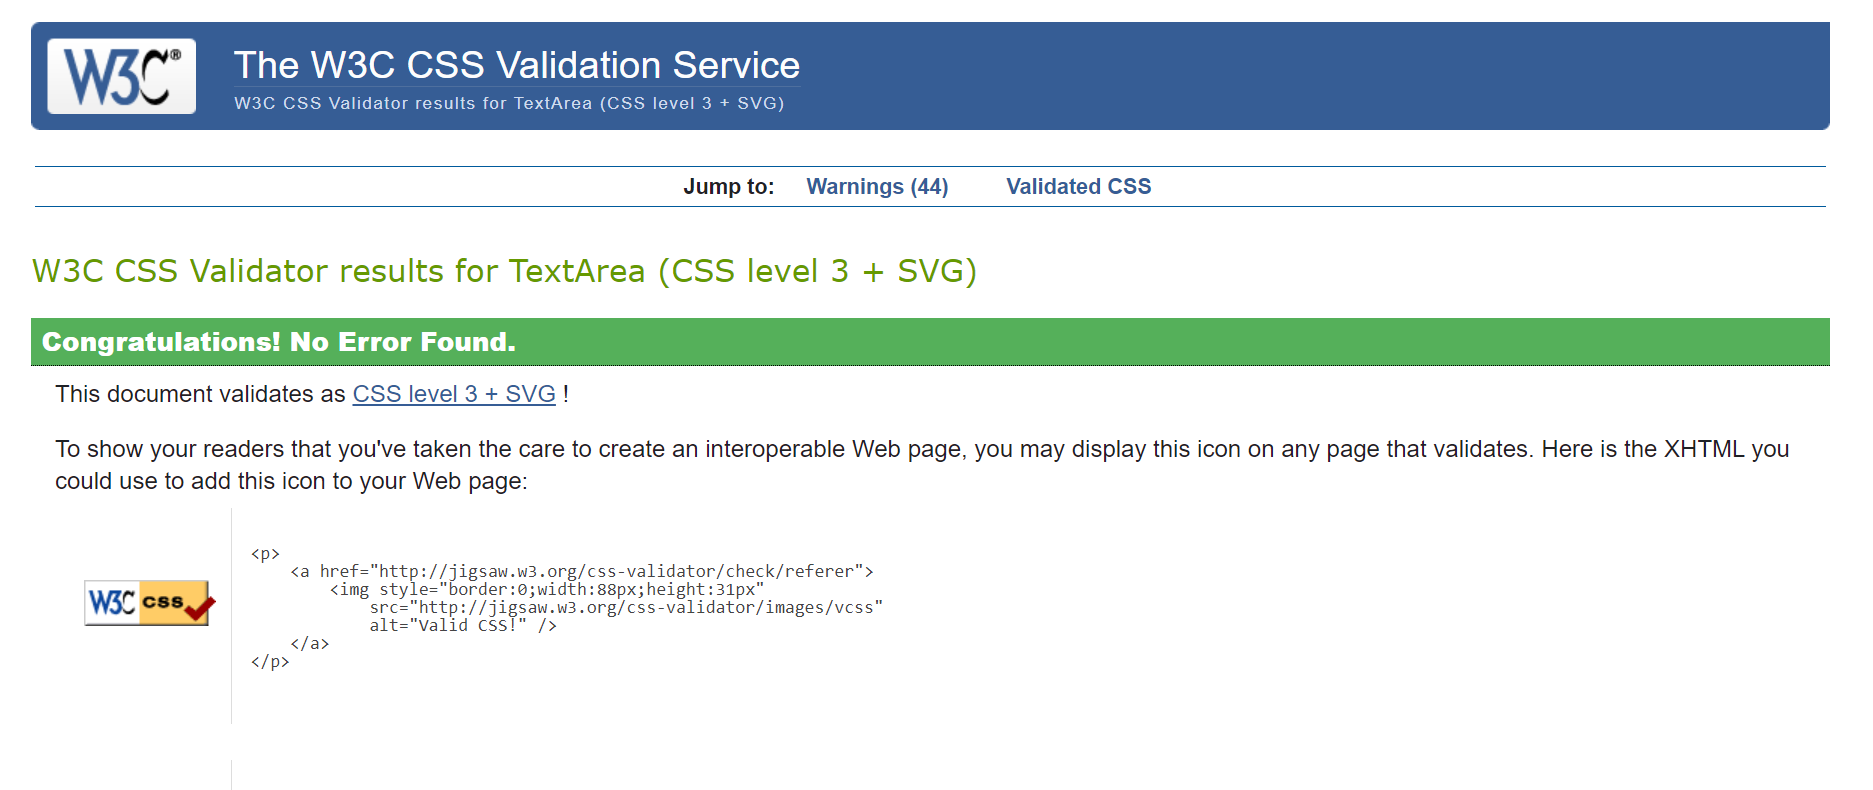 W3C®
The W3C CSS Validation Service
W3C CSS Validator results for TextArea (CSS level 3 + SVG)
Jump to: Warnings (44) Validated CSS
W3C CSS Validator results for TextArea (CSS level 3 + SVG)
Congratulations! No Error Found.
This document validates as CSS level 3 + SVG !
To show your readers that you've taken the care to create an interoperable Web page, you may display this icon on any page that validates. Here is the XHTML you
could use to add this icon to your Web page:
<p>
<a href="http://jigsaw.w3.org/css-validator/check/referer">
<img style="border:0;width:88px;height:31px"
src="http://jigsaw.w3.org/css-validator/images/vcss"
alt="Valid CSS!" />
</a>
</p>
W3C css